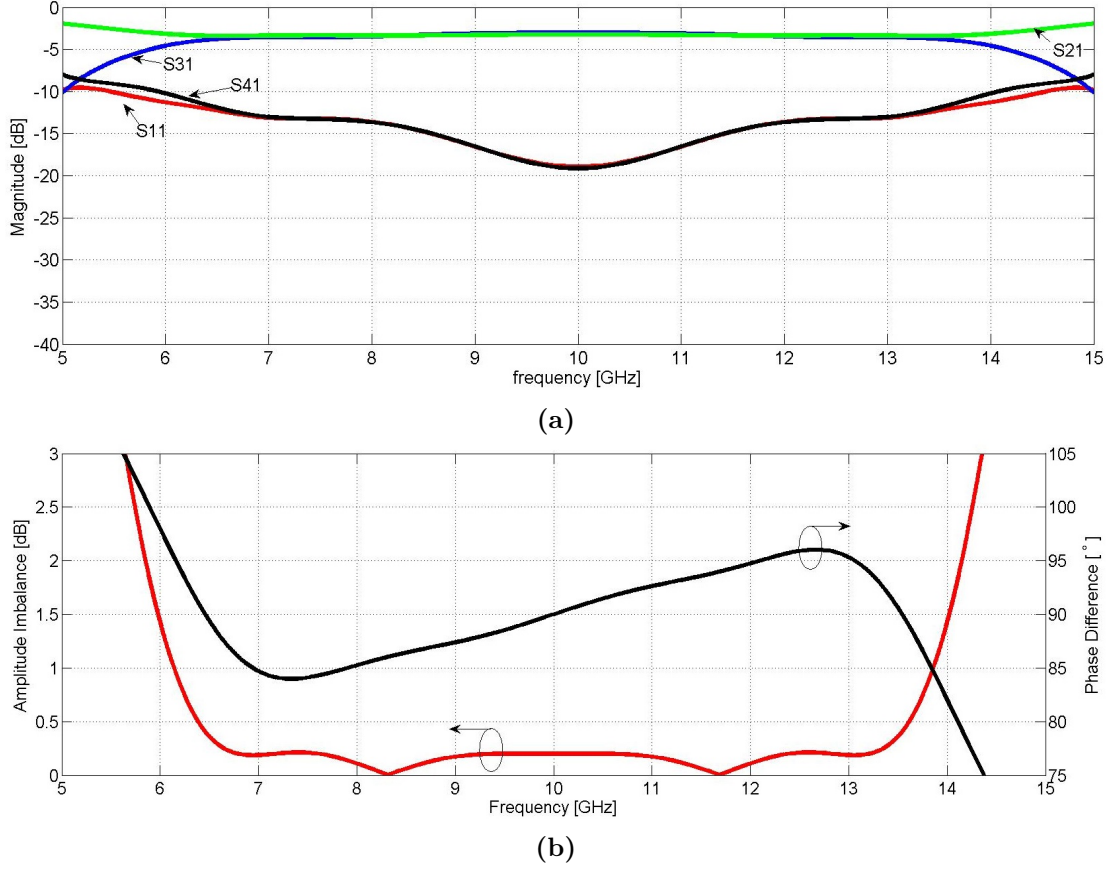 0
-5
-10
-15
-20
-25
-30
-35
-40
Magnitude [dB]
S31
S41
S11
S21
5 6 7 8 9 10 11 12 13 14 15
frequency [GHz]
(a)
3
2.5
2
1.5
1
0.5
0
Amplitude Imbalance [dB]
105
100
95
90
85
80
75
Phase Difference [ ° ]
5 6 7 8 9 10 11 12 13 14 15
Frequency [GHz]
(b)